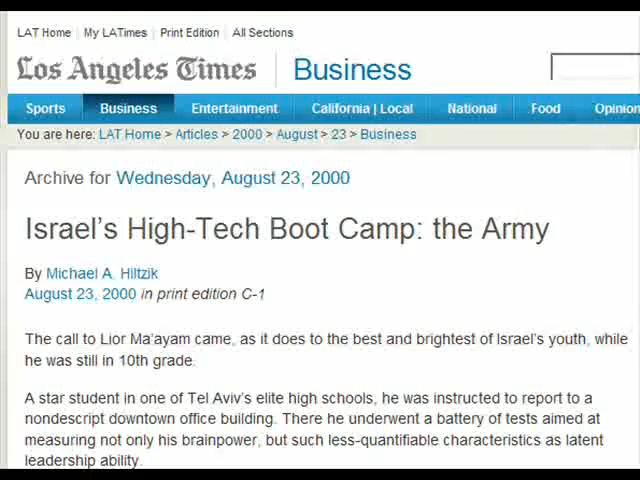 LAT Home | My LATimes | Print Edition | All Sections
Los Angeles Times | Business
Sports Business Entertainment California | Local National Food Opinion
You are here: LAT Home > Articles > 2000 > August > 23 > Business
Archive for Wednesday, August 23, 2000
Israel's High-Tech Boot Camp: the Army
By Michael A. Hiltzik
August 23, 2000 in print edition C-1
The call to Lior Ma'ayam came, as it does to the best and brightest of Israel's youth, while
he was still in 10th grade.
A star student in one of Tel Aviv's elite high schools, he was instructed to report to a
nondescript downtown office building. There he underwent a battery of tests aimed at
measuring not only his brainpower, but such less-quantifiable characteristics as latent
leadership ability.